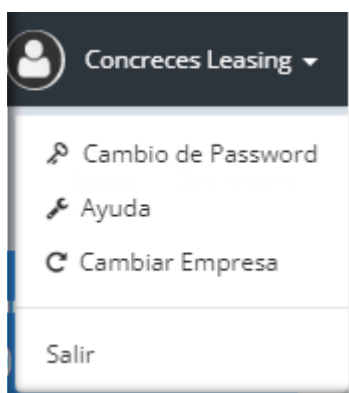 Concreces Leasing
Cambio de Password
Ayuda
Cambiar Empresa
Salir